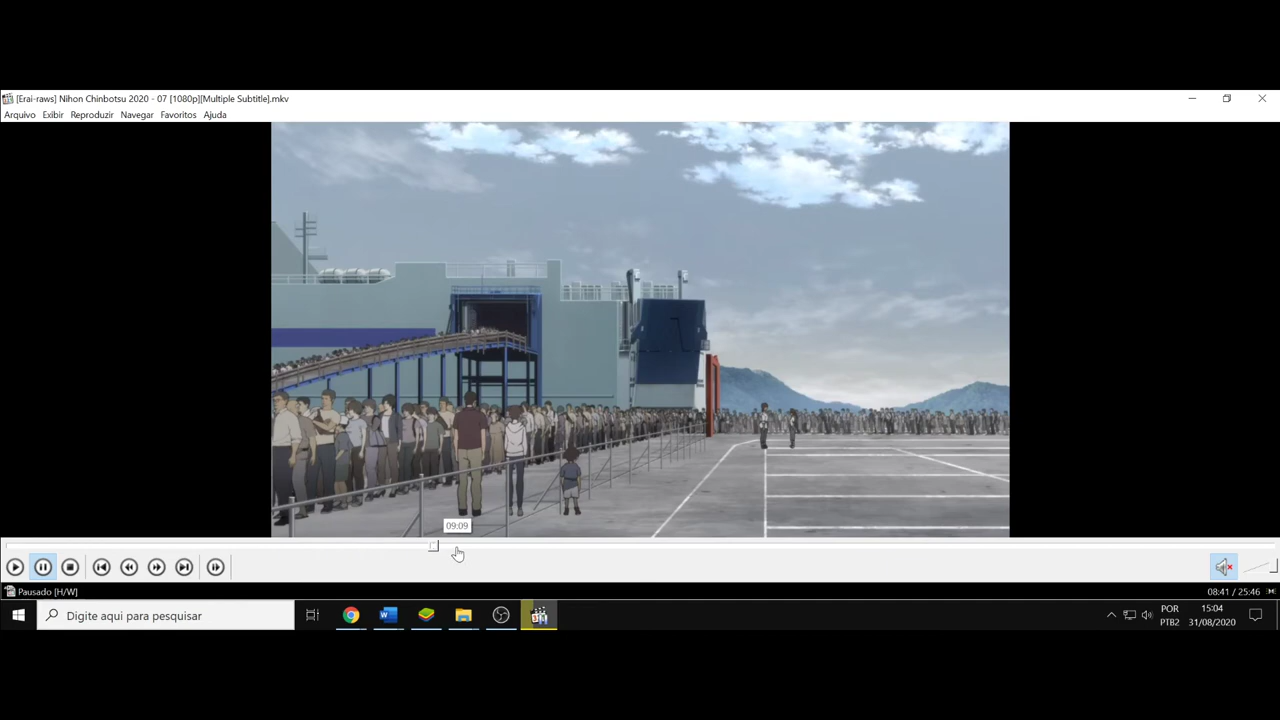 [Erai-raws] Nihon Chinbotsu 2020 - 07 [1080p][Multiple Subtitle].mkv
Arquivo Exibir Reproduzir Navegar Favoritos Ajuda
09:09
Pausado [H/W]
08:41 / 25:46
Digite aqui para pesquisar
POR
PTB2
15:04
31/08/2020